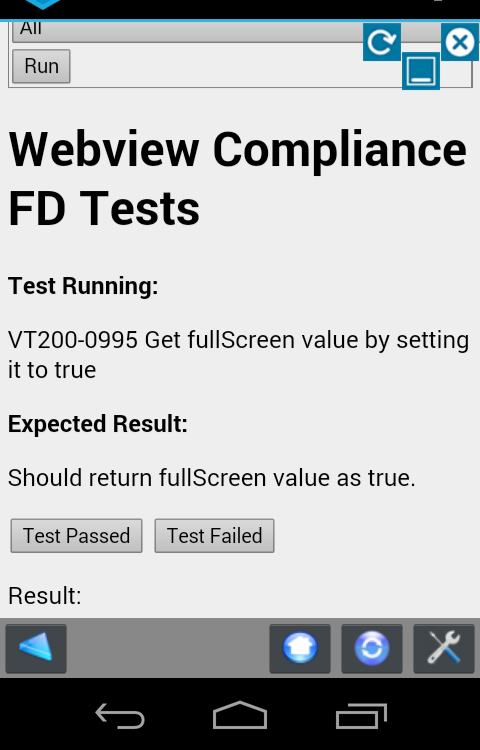 All
Run
Webview Compliance
FD Tests
Test Running:
VT200-0995 Get fullScreen value by setting
it to true
Expected Result:
Should return fullScreen value as true.
Test Passed Test Failed
Result: